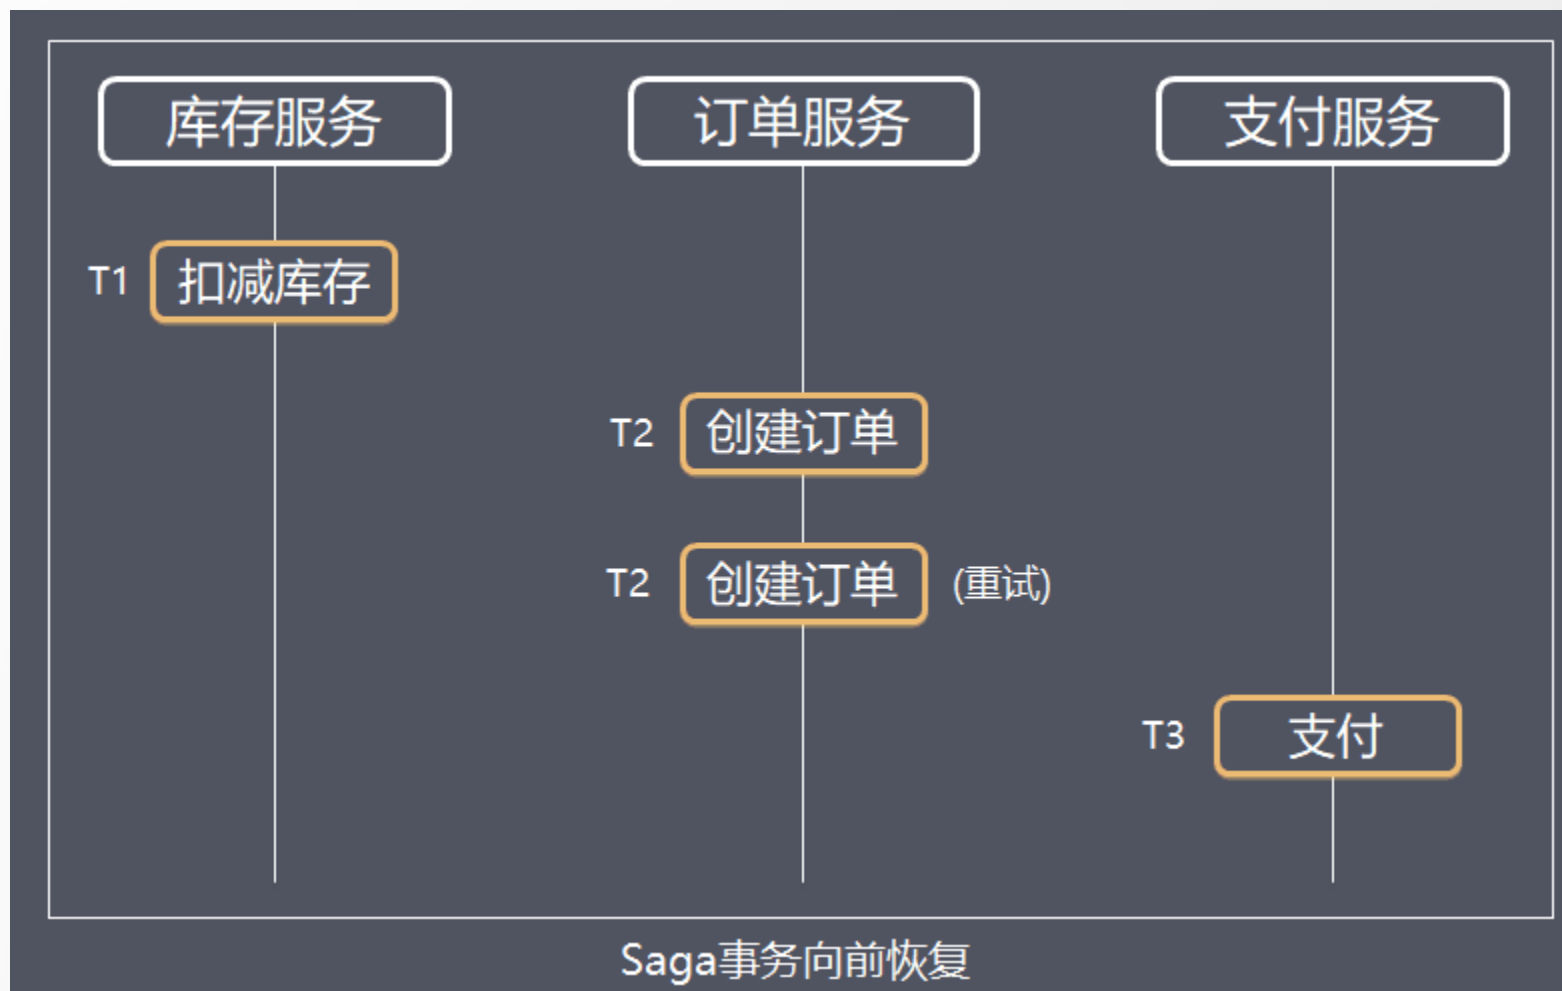 库存服务 订单服务 支付服务
T1 扣减库存
T2 创建订单
T2 创建订单 (重试)
T3 支付
Saga事务向前恢复